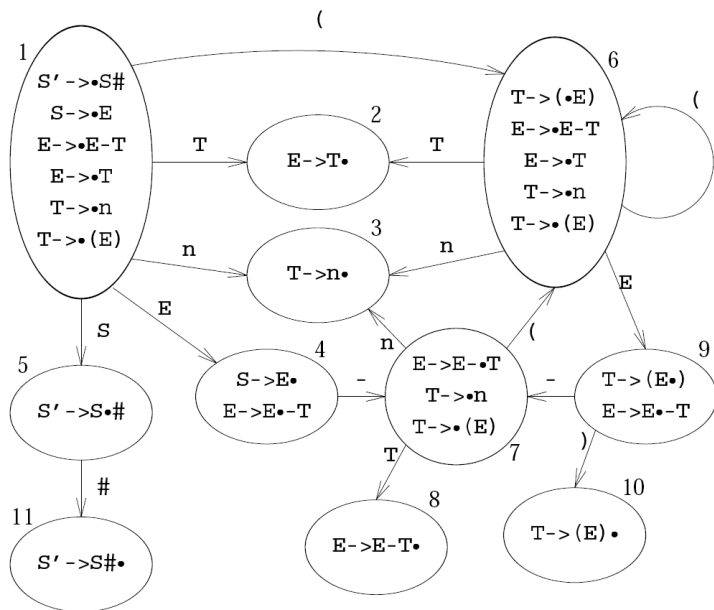 (
1
S'->•S#
S->•E
E->•E-T
E->•T
T->•n
T->•(E)
6
T->(•E)
E->•E-T
E->•T
T->•n
T->•(E)
(
2
T
E->T•
T
3
n
T->n•
n
E
E
S
n
(
5
S'->S•#
4
S->E•
E->E•-T
-
E->E-•T
T->•n
T->•(E)
7
-
9
T->(E•)
E->E•-T
T
)
#
8
E->E-T•
10
T->(E)•
11
S'->S#•